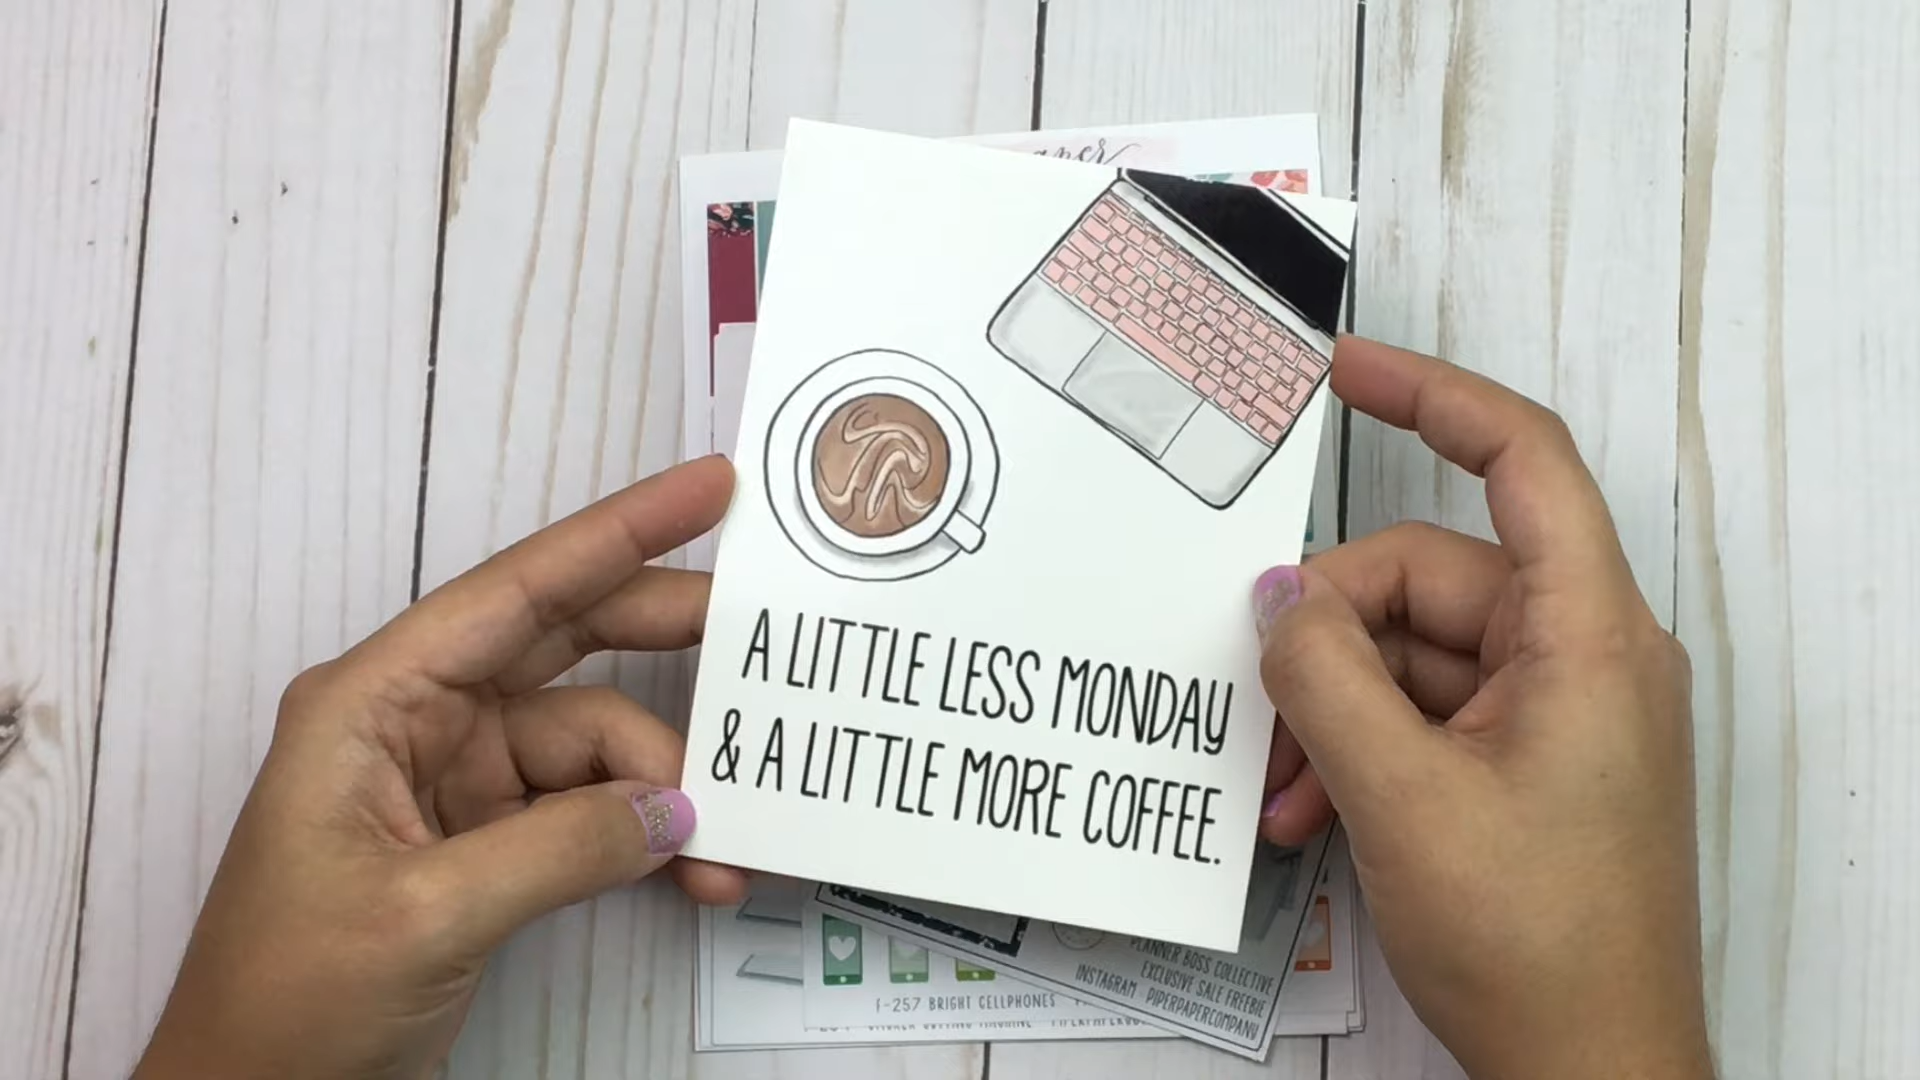 A LITTLE LESS MONDAY
& A LITTLE MORE COFFEE.
PLANNER BOSS COLLECTIVE
EXCLUSIVE SALE FREEBIE
INSTAGRAM PIPERPAPERCOMPANY
F-257 BRIGHT CELLPHONES